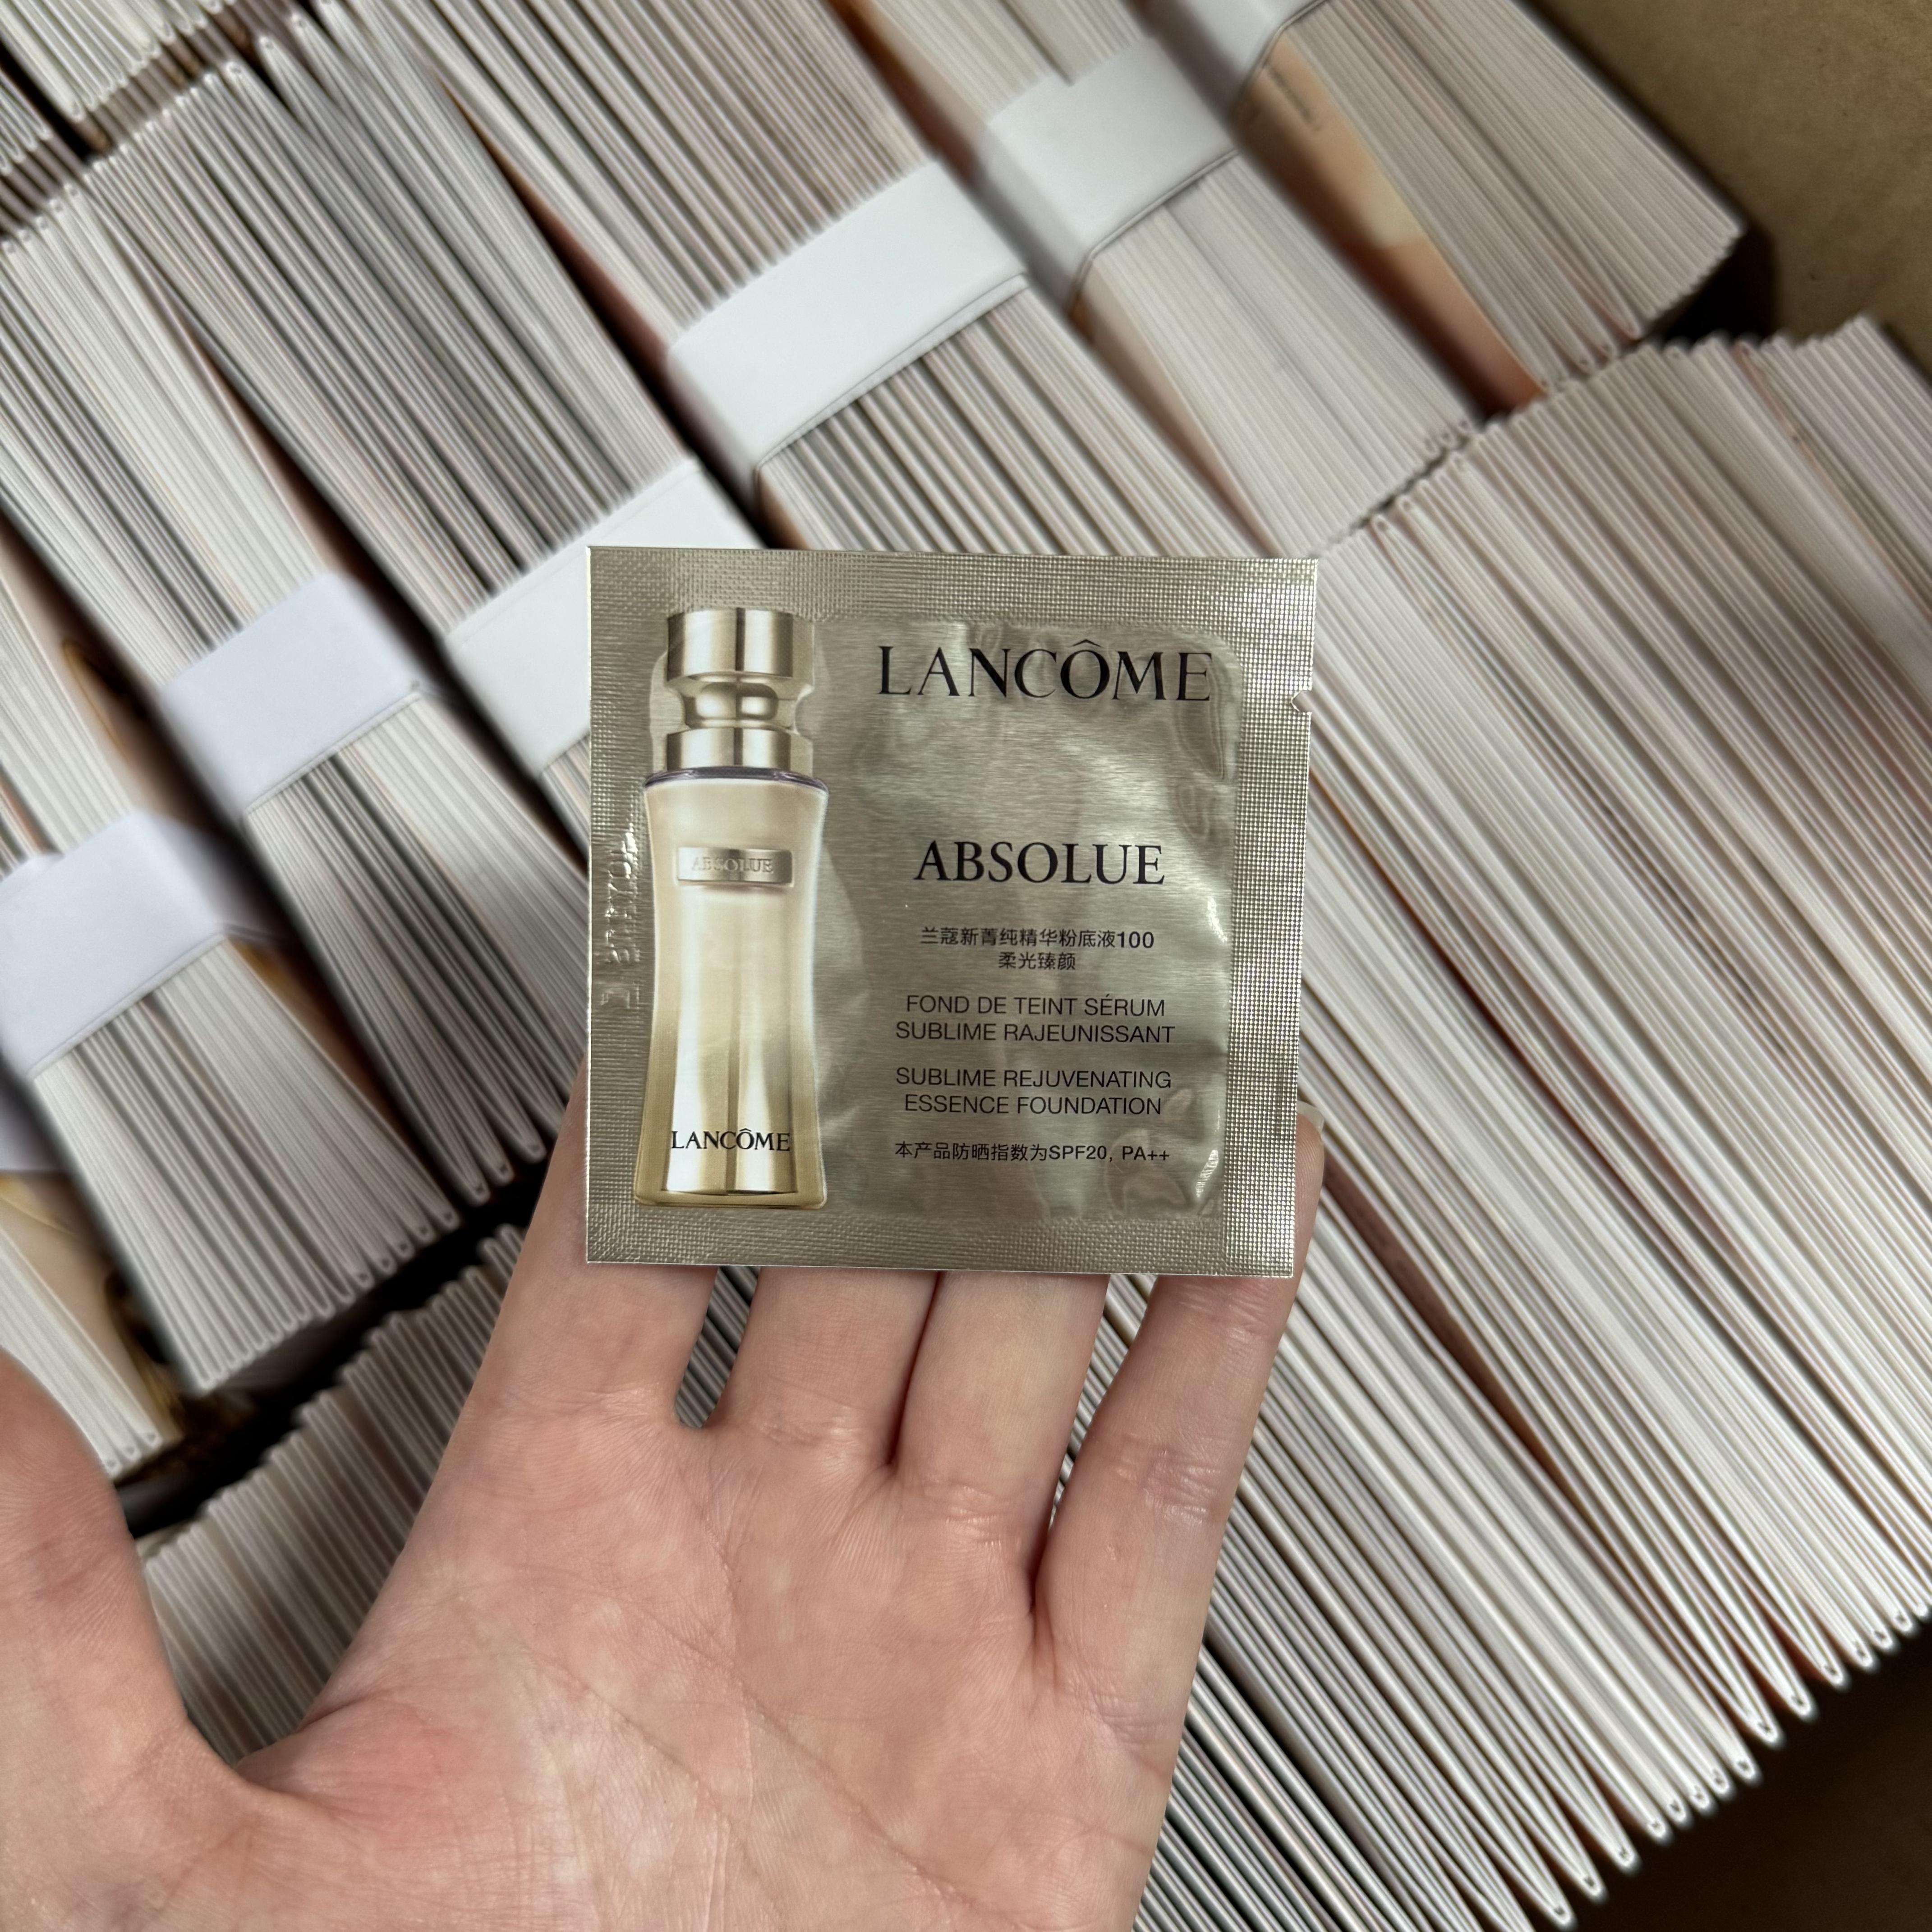 LANCÔME
ABSOLUE
兰蔻新菁纯精华粉底液100
柔光臻颜
FOND DE TEINT SÉRUM
SUBLIME RAJEUNISSANT
SUBLIME REJUVENATING
ESSENCE FOUNDATION
本产品防晒指数为SPF20, PA++
ABSOLUE
LANCÔME